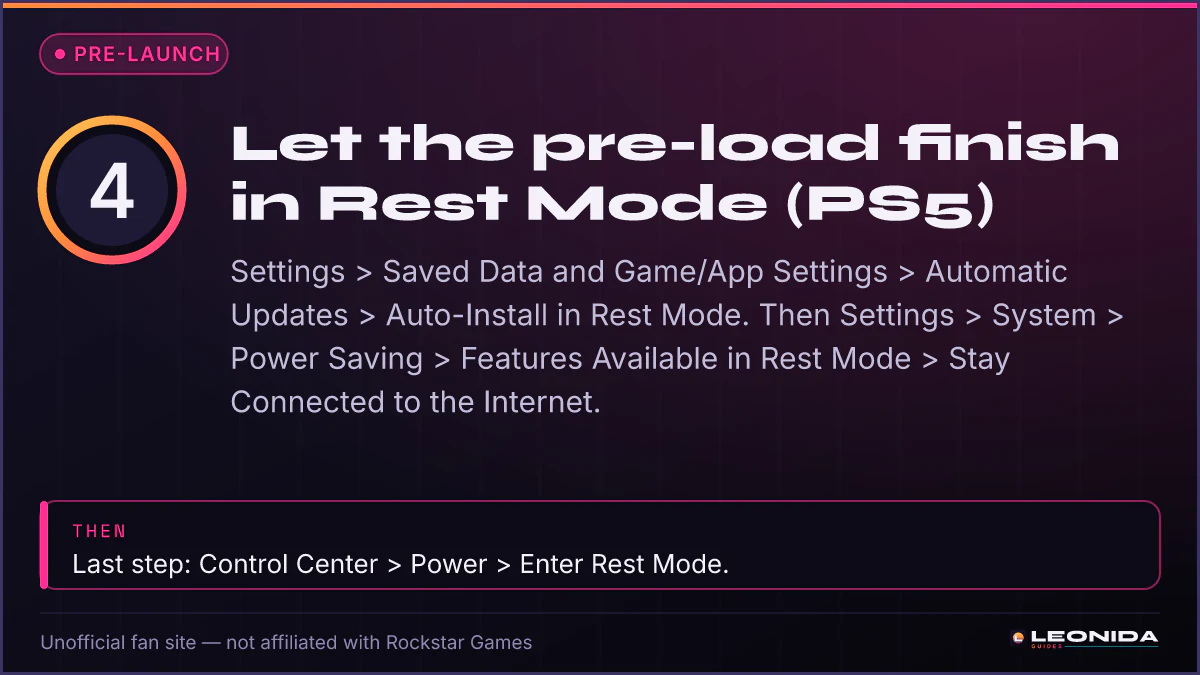 PRE-LAUNCH
4
Let the pre-load finish
in Rest Mode (PS5)
Settings > Saved Data and Game/App Settings > Automatic
Updates > Auto-Install in Rest Mode. Then Settings > System >
Power Saving > Features Available in Rest Mode > Stay
Connected to the Internet.
THEN
Last step: Control Center > Power > Enter Rest Mode.
Unofficial fan site — not affiliated with Rockstar Games
LEONIDA
GUIDES